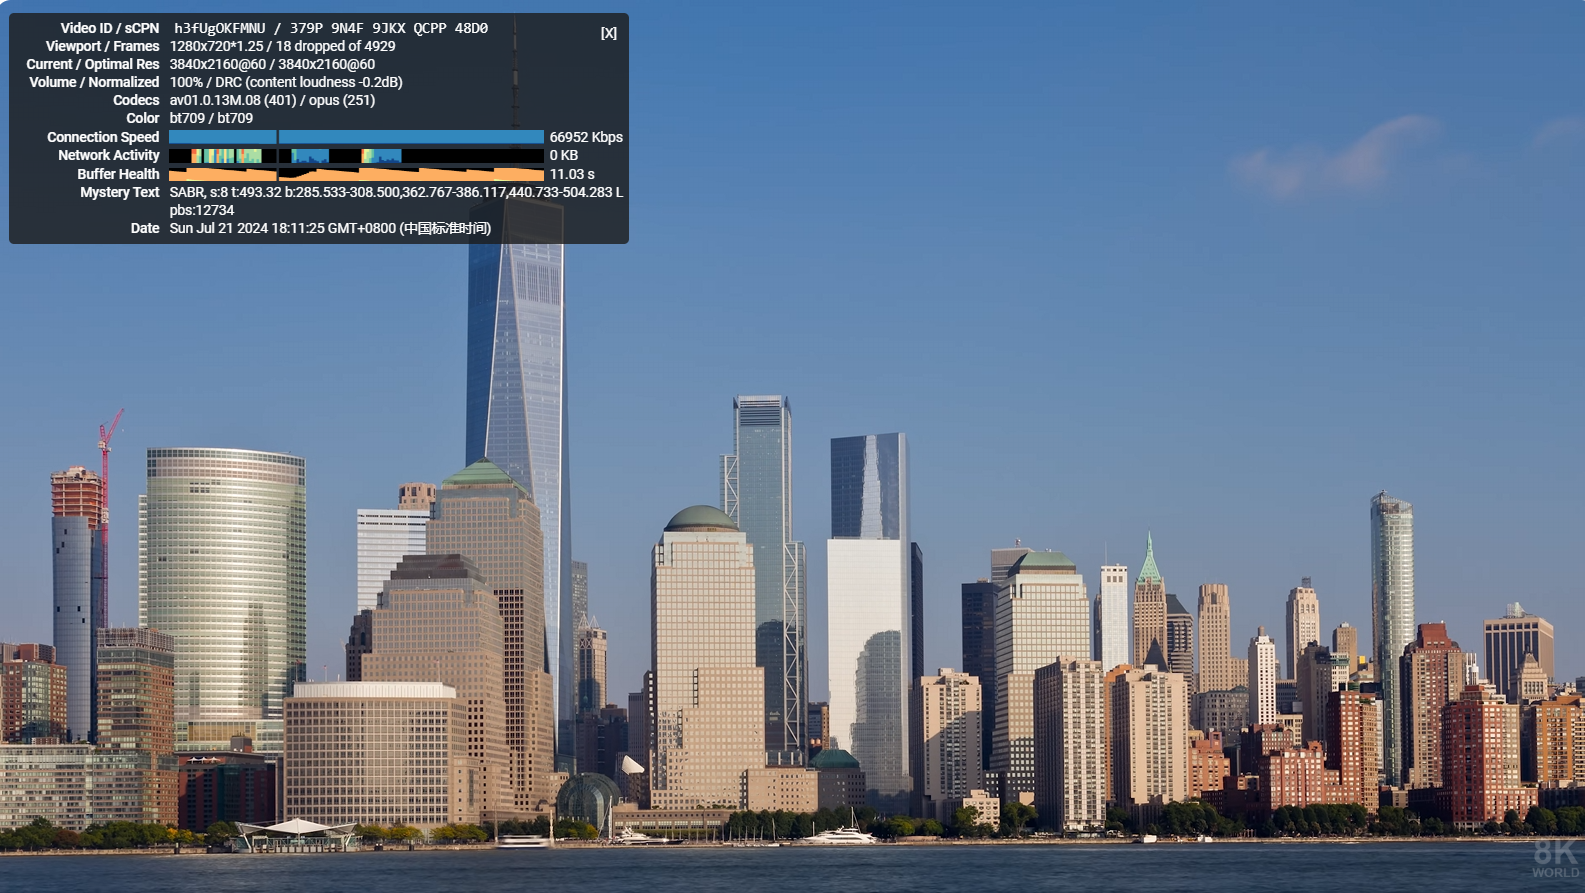 Video ID / sCPN h3fUgOKFMNU / 379P 9N4F 9JKX QCPP 48D0
[X]
Viewport / Frames 1280x720*1.25 / 18 dropped of 4929
Current / Optimal Res 3840x2160@60 / 3840x2160@60
Volume / Normalized 100% / DRC (content loudness -0.2dB)
Codecs av01.0.13M.08 (401) / opus (251)
Color bt709 / bt709
Connection Speed 66952 Kbps
Network Activity 0 KB
Buffer Health 11.03 s
Mystery Text SABR, s:8 t:493.32 b:285.533-308.500,362.767-386.117,440.733-504.283 L
pbs:12734
Date Sun Jul 21 2024 18:11:25 GMT+0800 (中国标准时间)
8K
WORLD